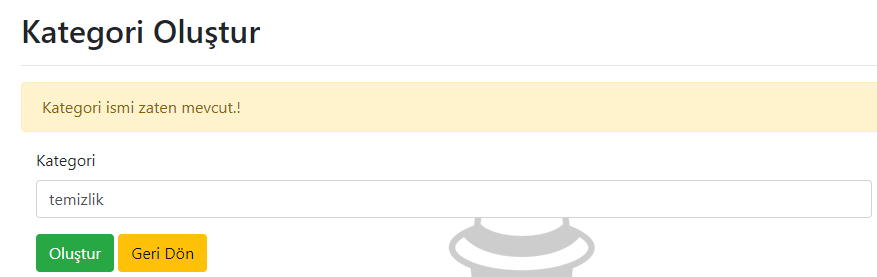 Kategori Oluştur
Kategori ismi zaten mevcut.!
Kategori
temizlik
Oluştur Geri Dön